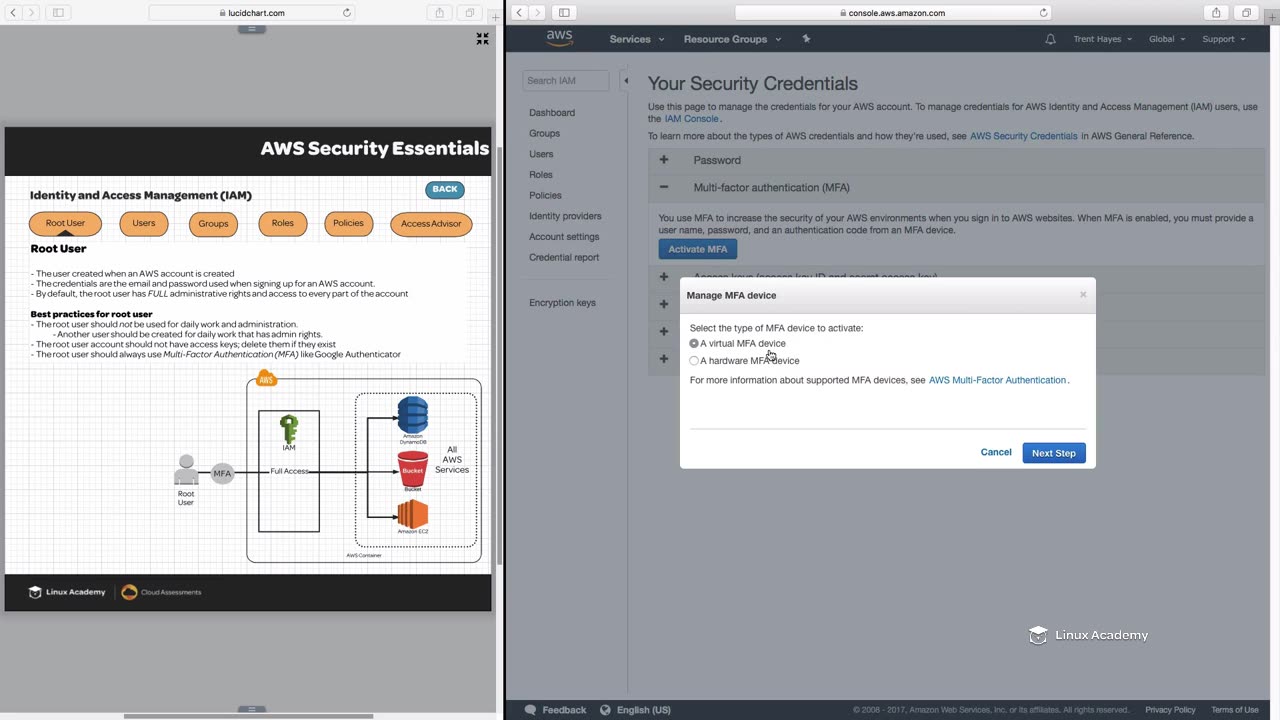 lucidchart.com
AWS Security Essentials
Identity and Access Management (IAM)
BACK
Root User
Users
Groups
Roles
Policies
Access Advisor
Root User
- The user created when an AWS account is created
- The credentials are the email and password used when signing up for an AWS account.
- By default, the root user has FULL administrative rights and access to every part of the account
Best practices for root user
- The root user should not be used for daily work and administration.
- Another user should be created for daily work that has admin rights.
- The root user account should not have access keys; delete them if they exist
- The root user should always use Multi-Factor Authentication (MFA) like Google Authenticator
AWS
IAM
Amazon
DynamoDB
All
AWS
Services
MFA
Full Access
Bucket
Bucket
Root
User
Amazon EC2
AWS Container
Linux Academy
Cloud Assessments
console.aws.amazon.com
aws
Services
Resource Groups
Trent Hayes
Global
Support
Search IAM
Dashboard
Groups
Users
Roles
Policies
Identity providers
Account settings
Credential report
Encryption keys
Your Security Credentials
Use this page to manage the credentials for your AWS account. To manage credentials for AWS Identity and Access Management (IAM) users, use
the IAM Console.
To learn more about the types of AWS credentials and how they're used, see AWS Security Credentials in AWS General Reference.
Password
Multi-factor authentication (MFA)
You use MFA to increase the security of your AWS environments when you sign in to AWS websites. When MFA is enabled, you must provide a
user name, password, and an authentication code from an MFA device.
Activate MFA
Access keys (access key ID and secret access key)
Manage MFA device
Select the type of MFA device to activate:
A virtual MFA device
A hardware MFA device
For more information about supported MFA devices, see AWS Multi-Factor Authentication.
Cancel
Next Step
Linux Academy
Feedback
English (US)
© 2008 - 2017, Amazon Web Services, Inc. or its affiliates. All rights reserved.
Privacy Policy
Terms of Use